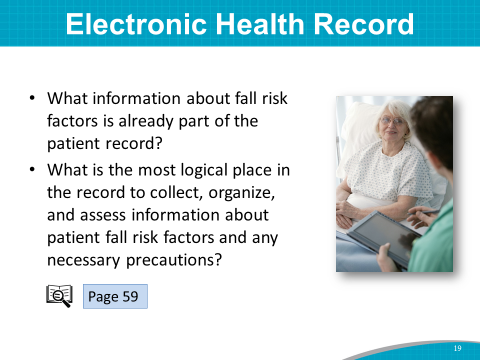 Electronic Health Record
• What information about fall risk
factors is already part of the
patient record?
• What is the most logical place in
the record to collect, organize,
and assess information about
patient fall risk factors and any
necessary precautions?
Page 59
19